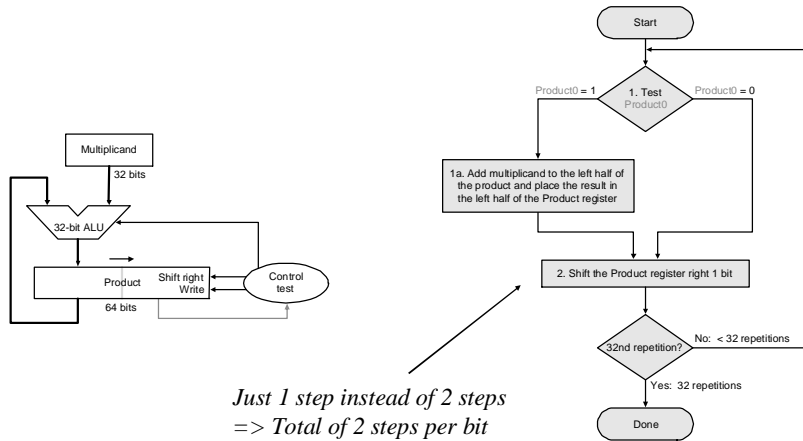 Multiplicand
32 bits
32-bit ALU
Product
Shift right
Write
64 bits
Control
test
Start
Product0 = 1
1. Test
Product0
Product0 = 0
1a. Add multiplicand to the left half of
the product and place the result in
the left half of the Product register
2. Shift the Product register right 1 bit
32nd repetition?
No: < 32 repetitions
Yes: 32 repetitions
Done
Just 1 step instead of 2 steps
=> Total of 2 steps per bit